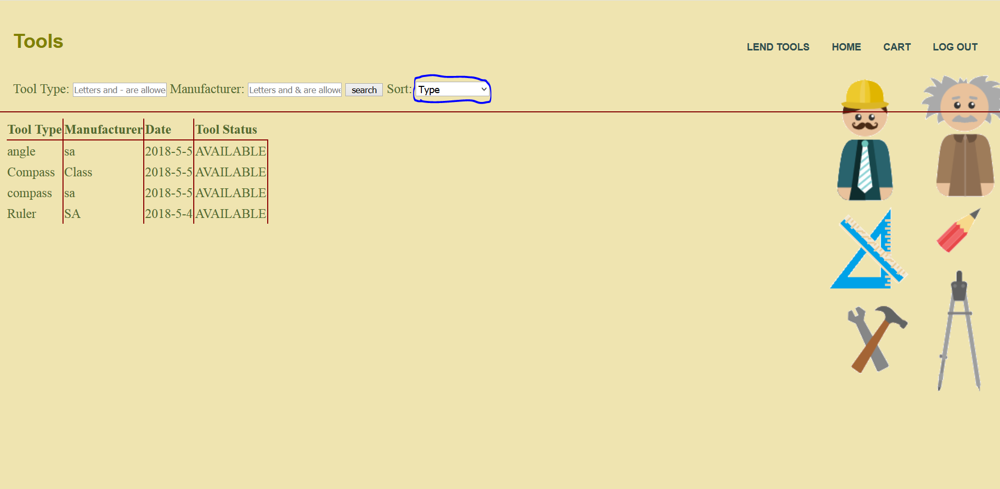 Tools
LEND TOOLS HOME CART LOG OUT
Tool Type: Letters and - are allowe Manufacturer: Letters and & are allowe search Sort: Type
Tool Type Manufacturer Date Tool Status
angle sa 2018-5-5 AVAILABLE
Compass Class 2018-5-5 AVAILABLE
compass sa 2018-5-5 AVAILABLE
Ruler SA 2018-5-4 AVAILABLE